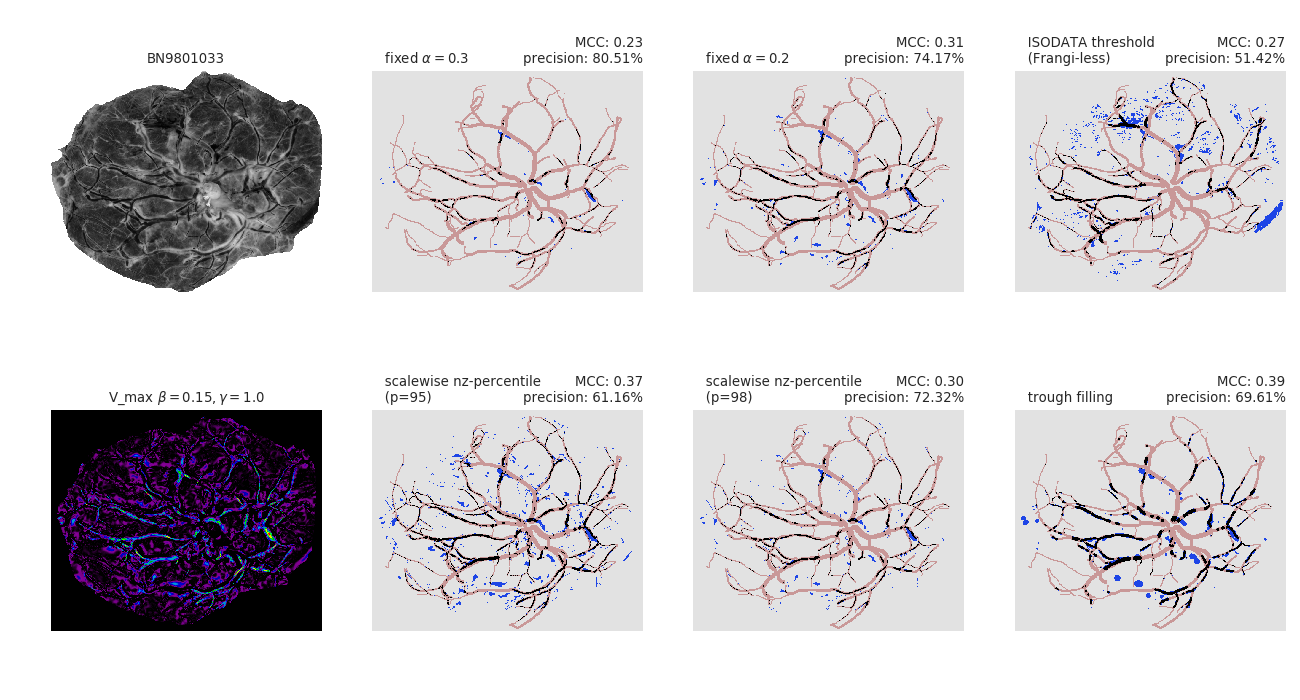 BN9801033
MCC: 0.23
fixed α = 0.3 precision: 80.51%
MCC: 0.31
fixed α = 0.2 precision: 74.17%
ISODATA threshold MCC: 0.27
(Frangi-less) precision: 51.42%
V_max β = 0.15, γ = 1.0
scalewise nz-percentile MCC: 0.37
(p=95) precision: 61.16%
scalewise nz-percentile MCC: 0.30
(p=98) precision: 72.32%
MCC: 0.39
trough filling precision: 69.61%